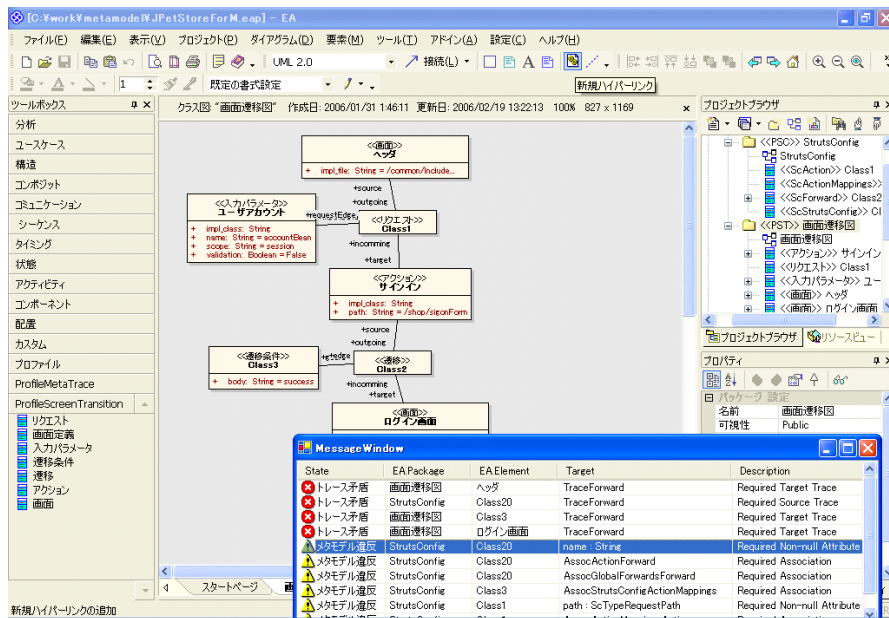 [C:¥work¥metamodel¥JPetStoreForM.eap] - EA
ファイル(F) 編集(E) 表示(V) プロジェクト(P) ダイアグラム(D) 要素(M) ツール(T) アドイン(A) 設定(C) ヘルプ(H)
UML 2.0 接続(L)
1 既定の書式設定
新規ハイパーリンク
ツールボックス
分析
ユースケース
構造
コンポジット
コミュニケーション
シーケンス
タイミング
状態
アクティビティ
コンポーネント
配置
カスタム
プロファイル
ProfileMetaTrace
ProfileScreenTransition
リクエスト
画面定義
入力パラメータ
遷移条件
遷移
アクション
画面
クラス図: "画面遷移図" 作成日: 2006/01/31 1:46:11 更新日: 2006/02/19 13:22:13 100% 827 x 1169
<<画面>>
ヘッダ
+ impl_file: String = /common/Include...
+source
+outgoing
<<入力パラメータ>>
ユーザアカウント
+ impl_class: String
+ name: String = accountBean
+ scope: String = session
+ validation: Boolean = False
+requestEdge
<<リクエスト>>
Class1
+incomming
+target
<<アクション>>
サインイン
+ impl_class: String
+ path: String = /shop/signonForm
+source
+outgoing
<<遷移条件>>
Class3
+ body: String = success
<<遷移>>
Class2
+incomming
+target
<<画面>>
ログイン画面
スタートページ
新規ハイパーリンクの追加
プロジェクトブラウザ
<<PSC>> StrutsConfig
StrutsConfig
<<ScAction>> Class1
<<ScActionMappings>>
<<ScForward>> Class2
<<ScStrutsConfig>> Cl
<<PST>> 画面遷移図
画面遷移図
<<アクション>> サインイン
<<リクエスト>> Class1
<<入力パラメータ>> ユー
<<画面>> ヘッダ
<<画面>> ログイン画面
プロジェクトブラウザ リソースビュー
プロパティ
パッケージ 設定
名前 画面遷移図
可視性 Public
MessageWindow
State EA.Package EA.Element Target Description
トレース矛盾 画面遷移図 ヘッダ TraceForward Required Target Trace
トレース矛盾 StrutsConfig Class20 TraceForward Required Source Trace
トレース矛盾 画面遷移図 Class3 TraceForward Required Target Trace
トレース矛盾 画面遷移図 ログイン画面 TraceForward Required Target Trace
メタモデル違反 StrutsConfig Class20 name : String Required Non-null Attribute
メタモデル違反 StrutsConfig Class20 AssocActionForward Required Association
メタモデル違反 StrutsConfig Class20 AssocGlobalForwardsForward Required Association
メタモデル違反 StrutsConfig Class3 AssocStrutsConfigActionMappings Required Association
メタモデル違反 StrutsConfig Class1 path : ScTypeRequestPath Required Non-null Attribute